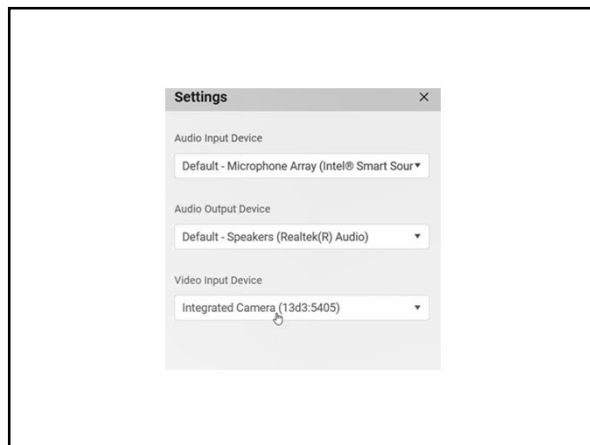 Settings
Audio Input Device
Default - Microphone Array (Intel® Smart Sour
Audio Output Device
Default - Speakers (Realtek(R) Audio)
Video Input Device
Integrated Camera (13d3:5405)